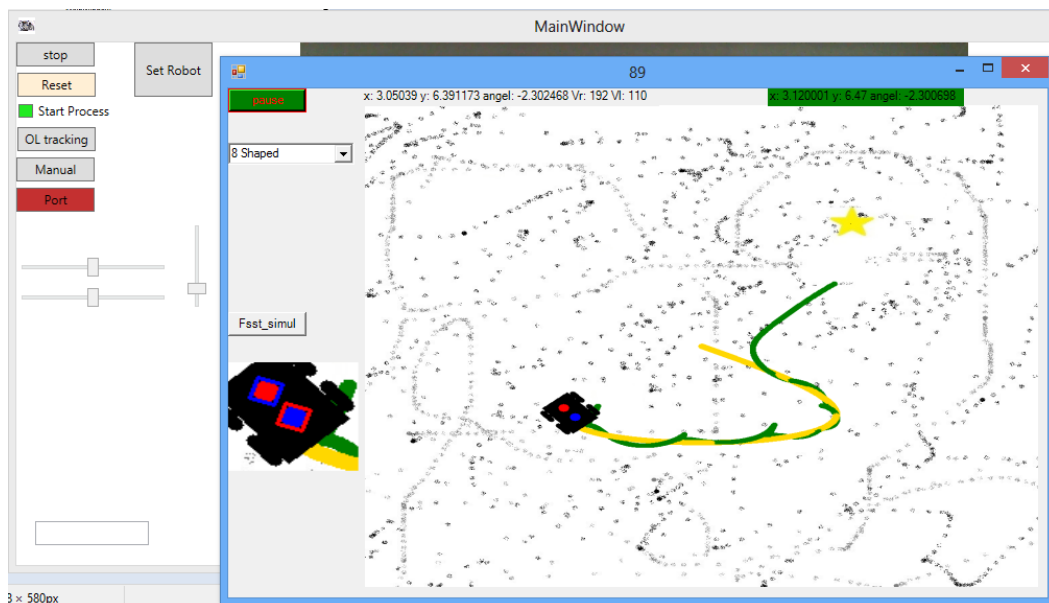 MainWindow
stop
Set Robot
Reset
Start Process
OL tracking
Manual
Port
89
pause
x: 3.05039 y: 6.391173 angel: -2.302468 Vr: 192 Vl: 110
x: 3.120001 y: 6.47 angel: -2.300698
8 Shaped
Fsst_simul
3 × 580px